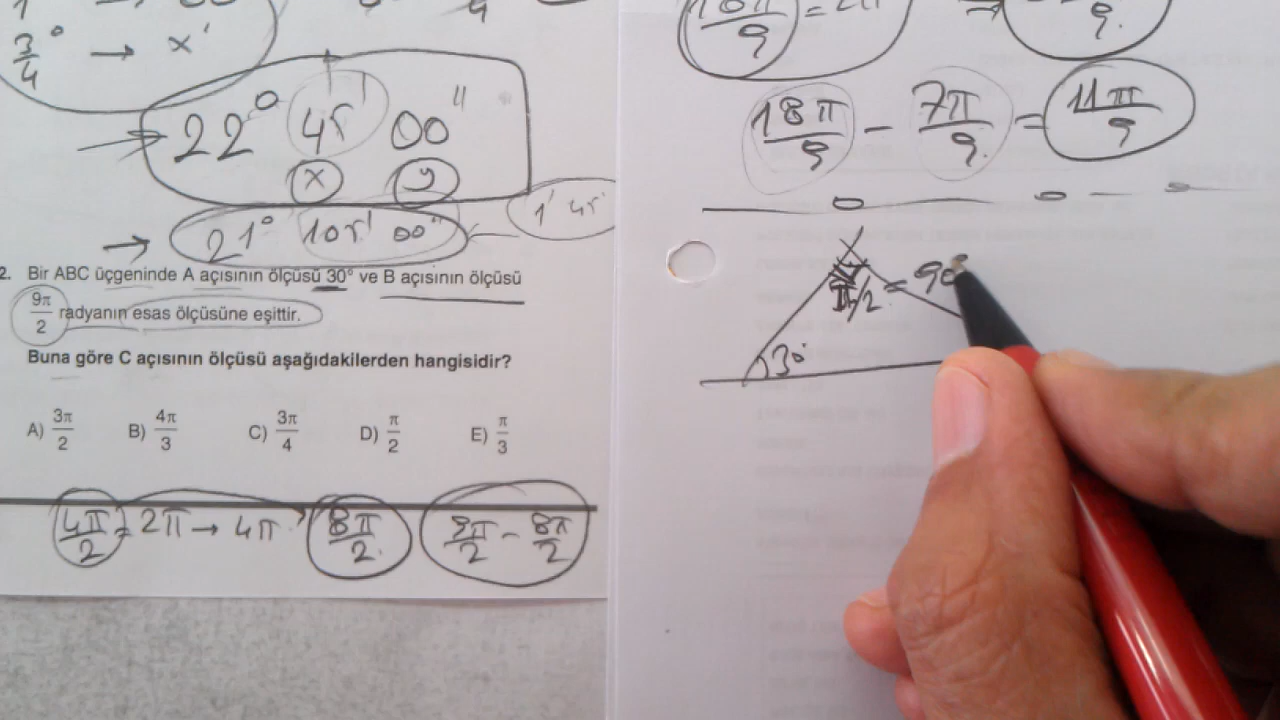 3/4° → x'
22° 45' 00"
x y
→ 21° 105' 00" 1' 45'
2. Bir ABC üçgeninde A açısının ölçüsü 30° ve B açısının ölçüsü
9π/2 radyanın esas ölçüsüne eşittir.
Buna göre C açısının ölçüsü aşağıdakilerden hangisidir?
A) 3π/2 B) 4π/3 C) 3π/4 D) π/2 E) π/3
4π/2 = 2π → 4π 8π/2 9π/2 - 8π/2
18π/9 = 2π
18π/9 - 7π/9 = 11π/9
π/2 = 90°
30°